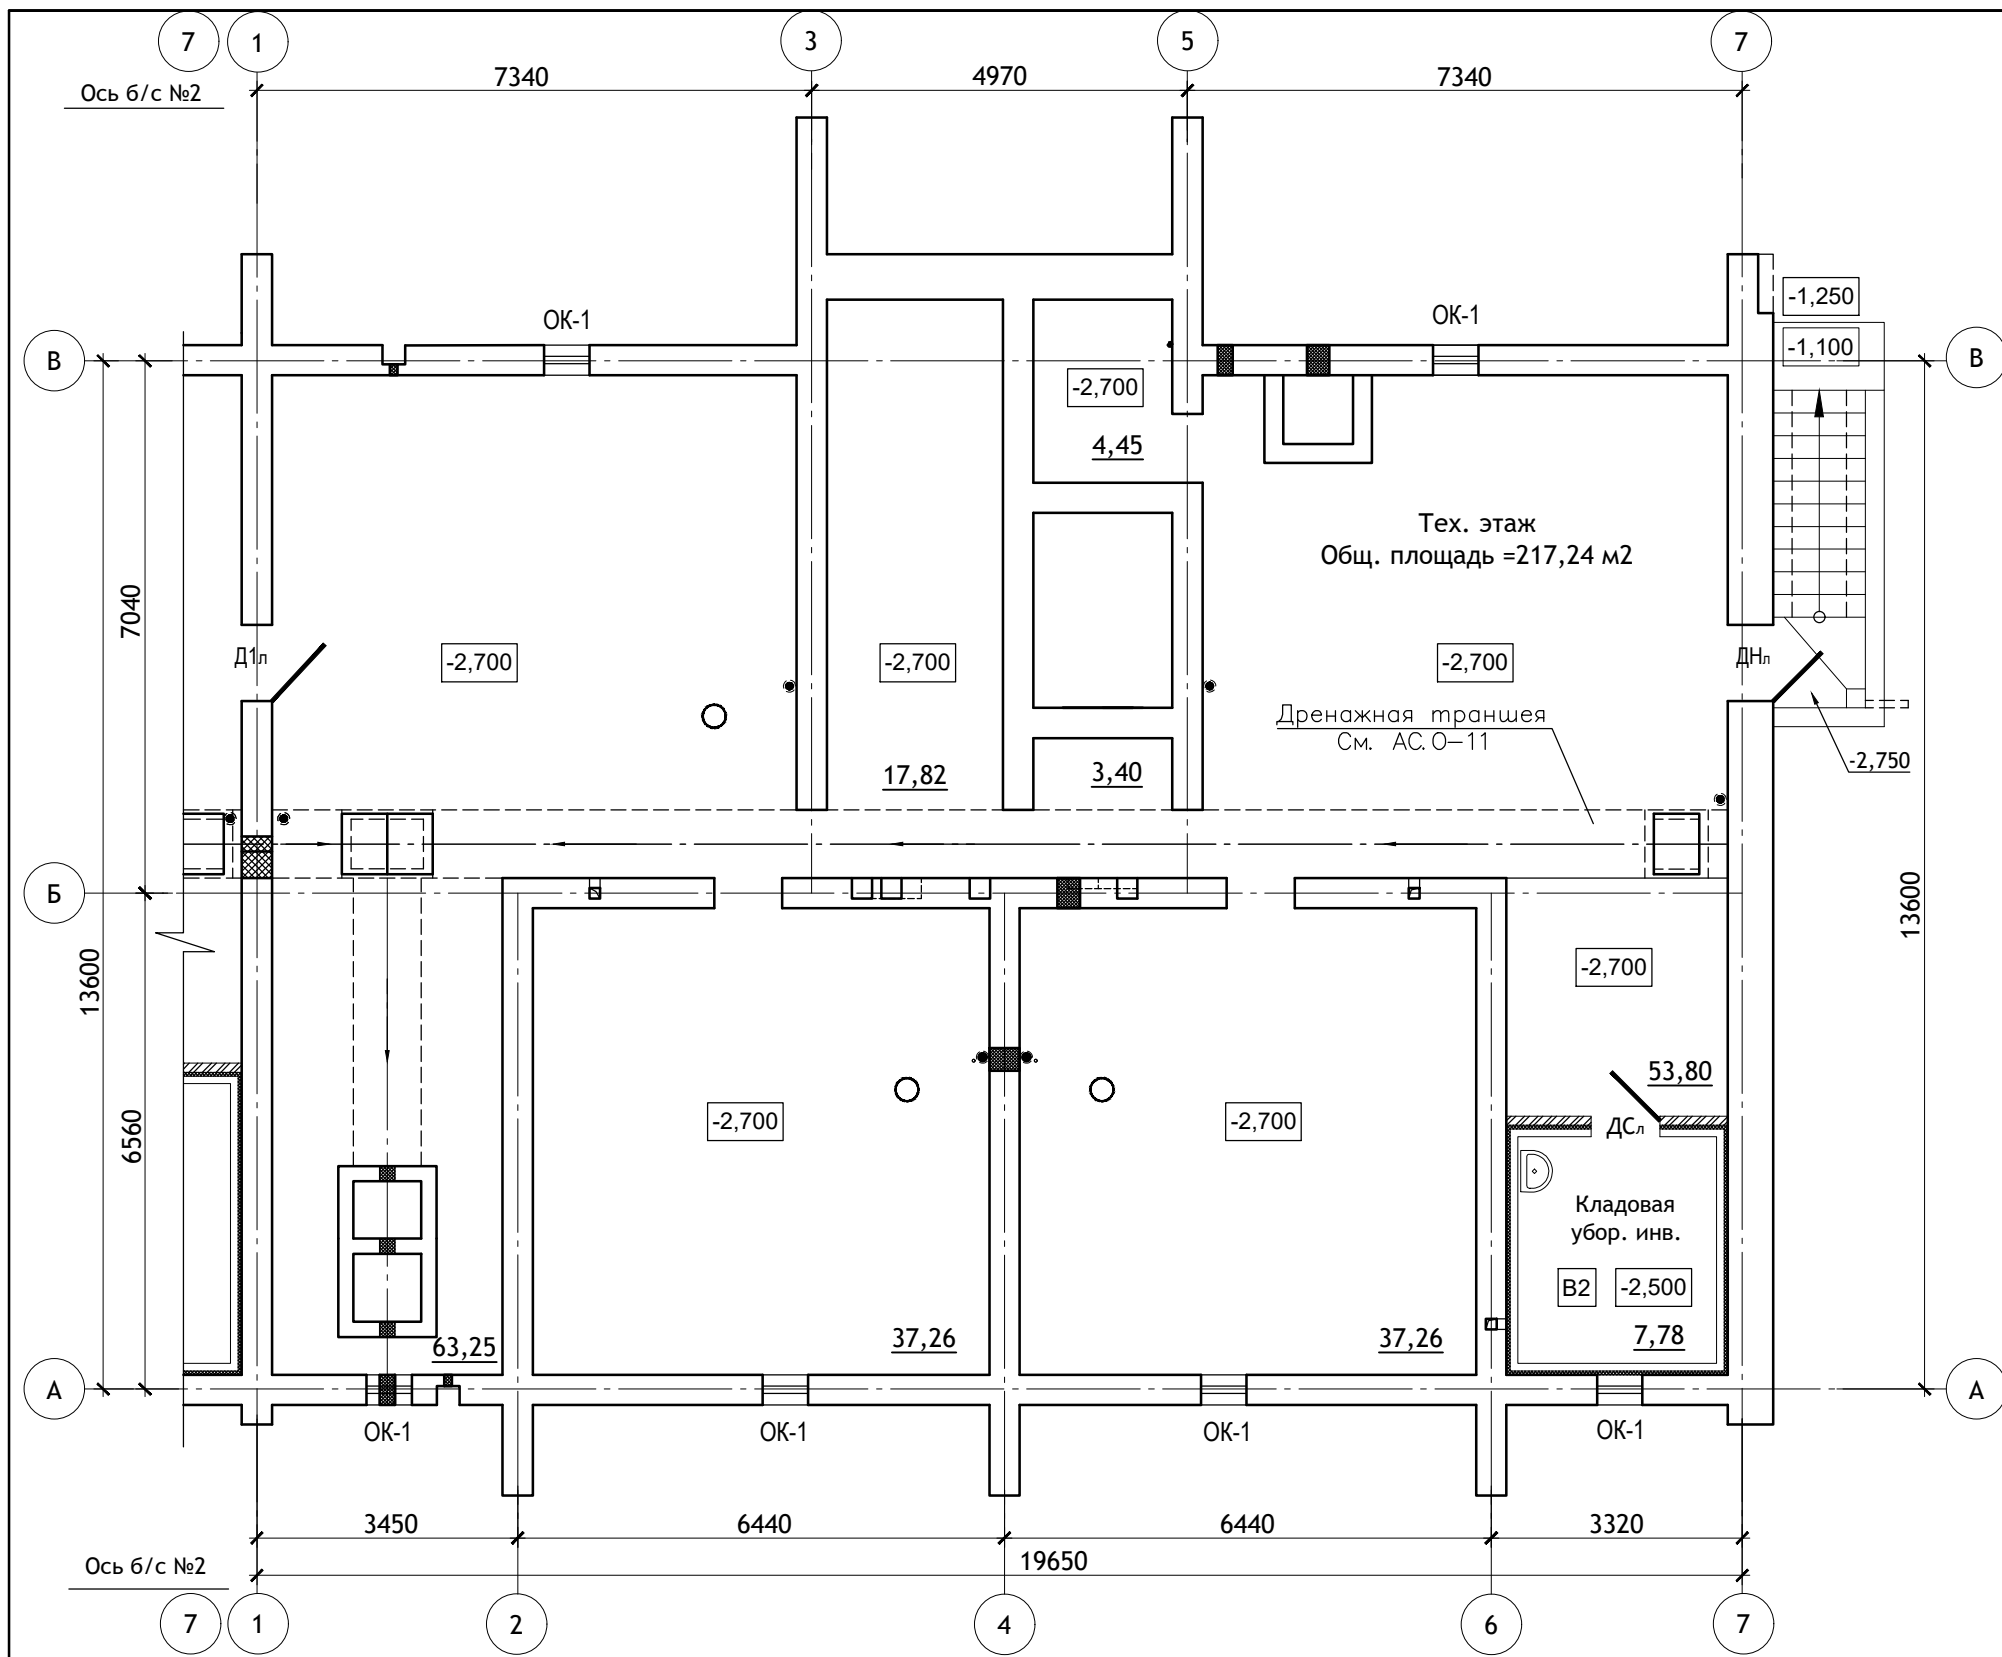 7
1
3
5
7
Ось б/с №2
7340
4970
7340
-1,250
-1,100
ОК-1
ОК-1
В
В
-2,700
4,45
Тех. этаж
Общ. площадь =217,24 м2
7040
Д1л
-2,700
-2,700
-2,700
ДНл
Дренажная траншея
См. АС.О-11
-2,750
17,82
3,40
Б
13600
13600
-2,700
53,80
6560
-2,700
-2,700
ДСл
Кладовая
убор. инв.
В2
-2,500
63,25
37,26
37,26
7,78
А
А
ОК-1
ОК-1
ОК-1
ОК-1
3450
6440
6440
3320
19650
Ось б/с №2
7
1
2
4
6
7